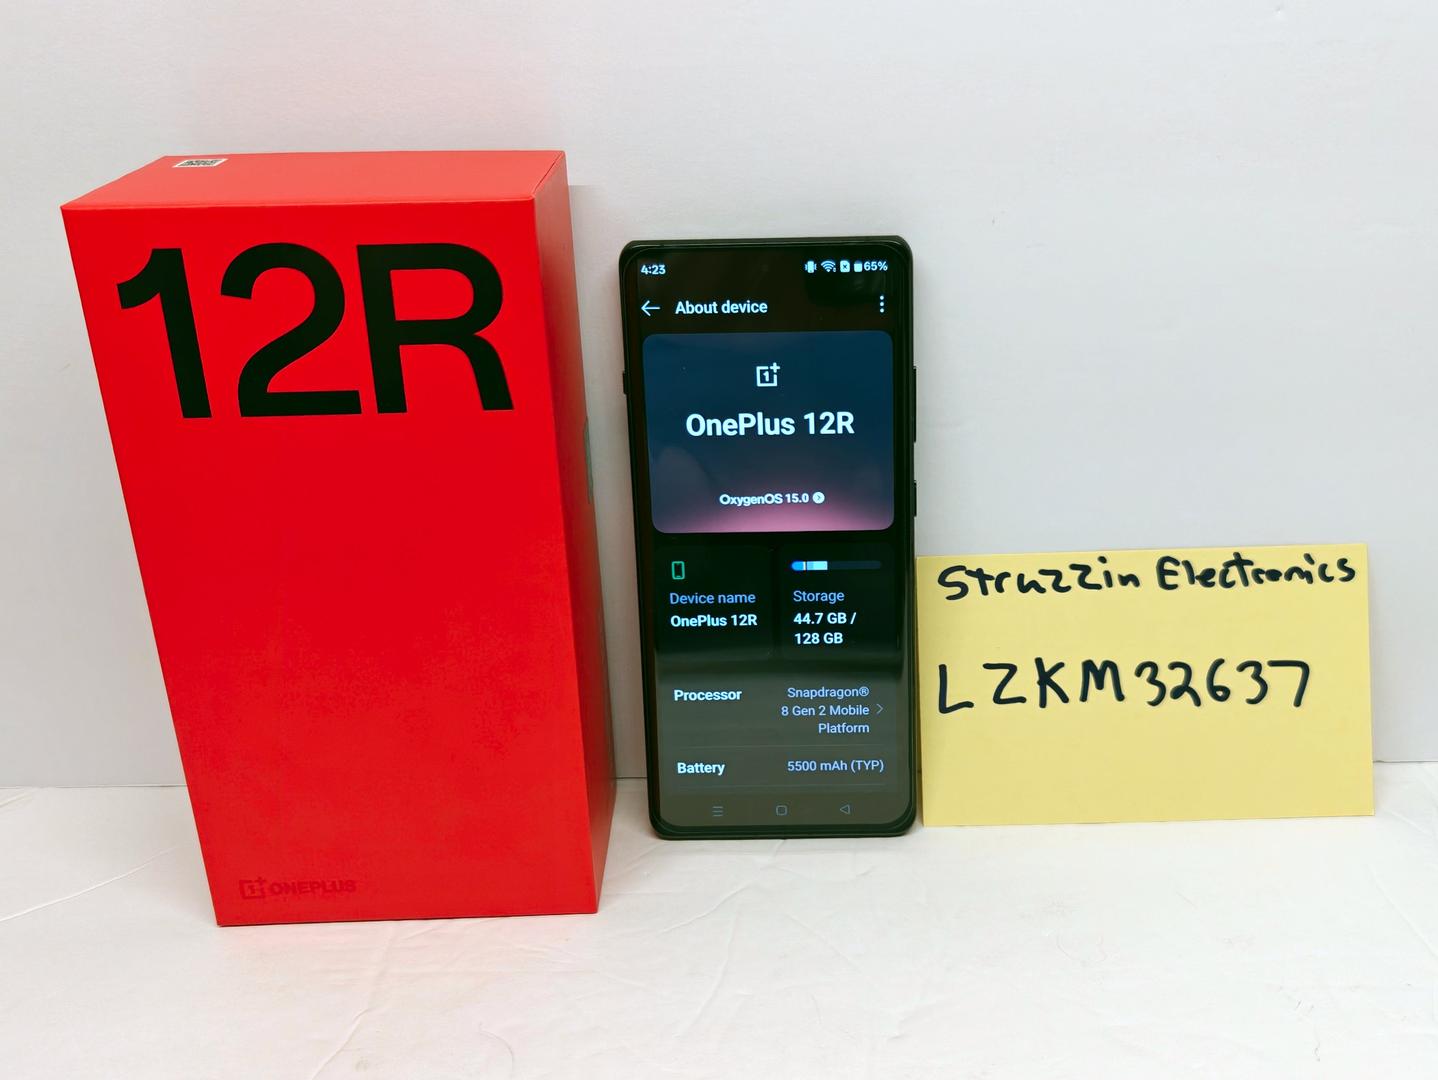 12R
ONEPLUS
4:23
65%
About device
OnePlus 12R
OxygenOS 15.0
Device name
OnePlus 12R
Storage
44.7 GB /
128 GB
Processor
Snapdragon®
8 Gen 2 Mobile
Platform
Battery
5500 mAh (TYP)
Struzzin Electronics
LZKM32637